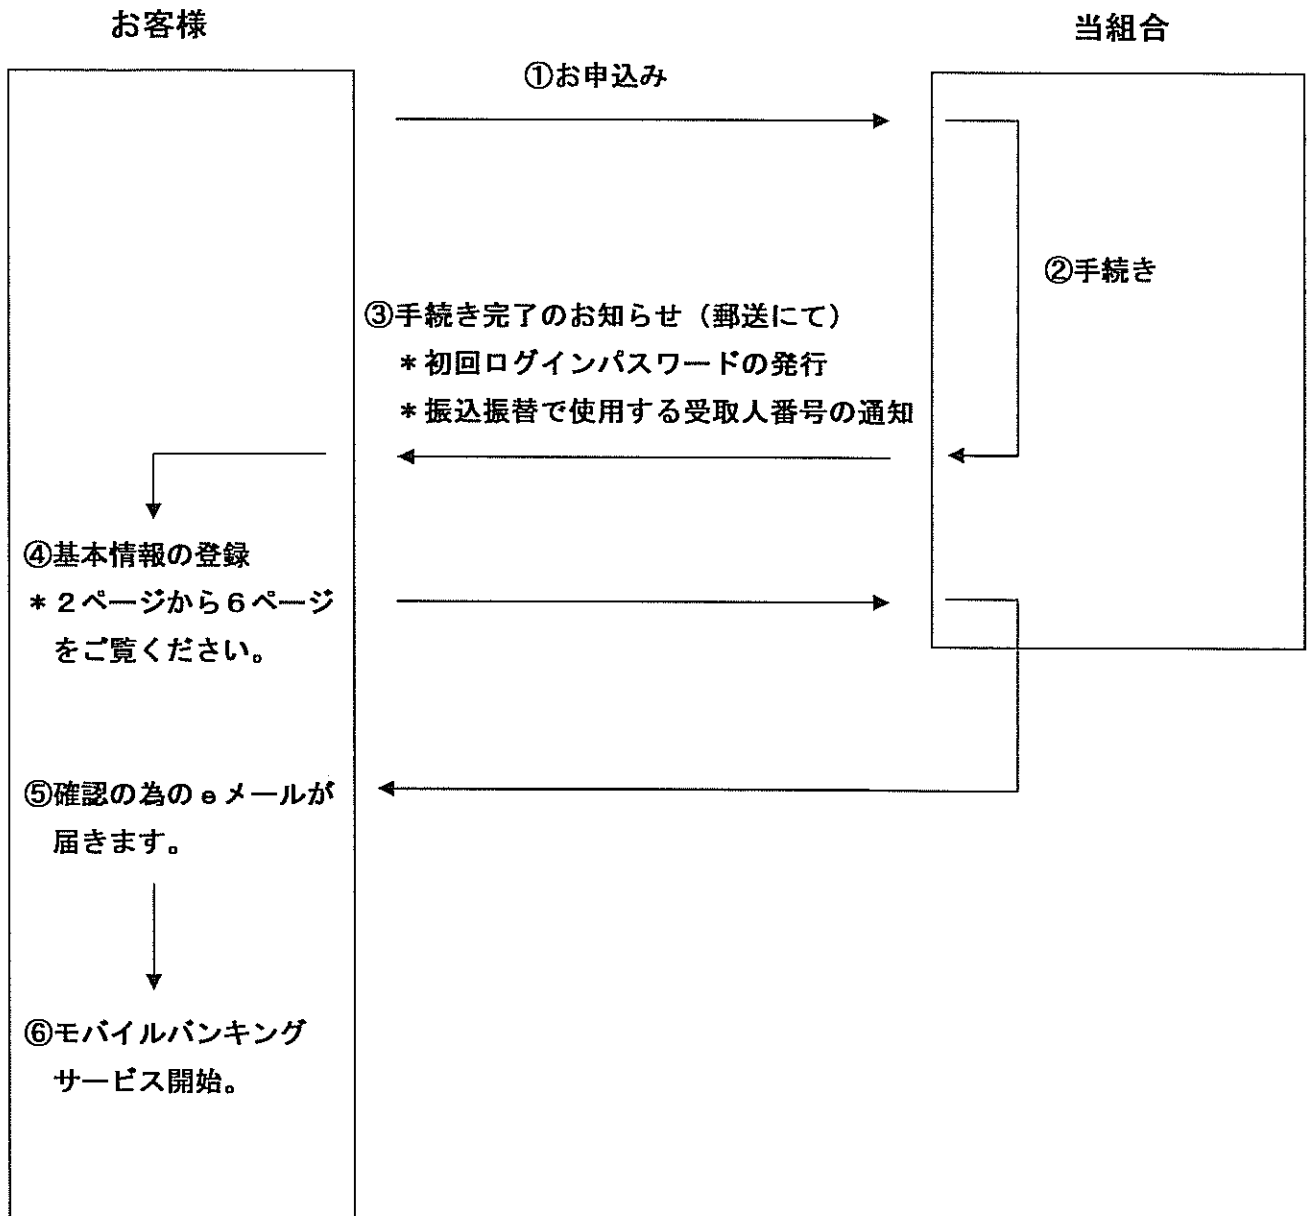 お客様
当組合
①お申込み
②手続き
③手続き完了のお知らせ（郵送にて）
＊初回ログインパスワードの発行
＊振込振替で使用する受取人番号の通知
④基本情報の登録
＊２ページから６ページ
をご覧ください。
⑤確認の為のｅメールが
届きます。
⑥モバイルバンキング
サービス開始。